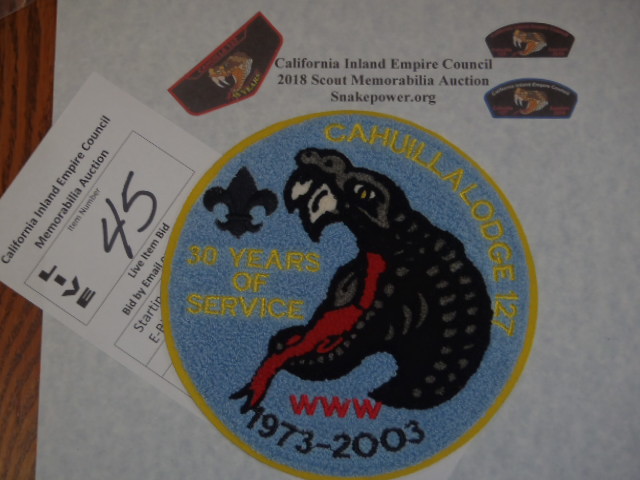 California Inland Empire Council
2018 Scout Memorabilia Auction
Snakepower.org
California Inland Empire Council
Memorabilia Auction
Item Number
45
LIVE
Live Item Bid
Bid by Email
Startin
E-B
CAHUILLA LODGE 127
30 YEARS
OF
SERVICE
WWW
1973-2003